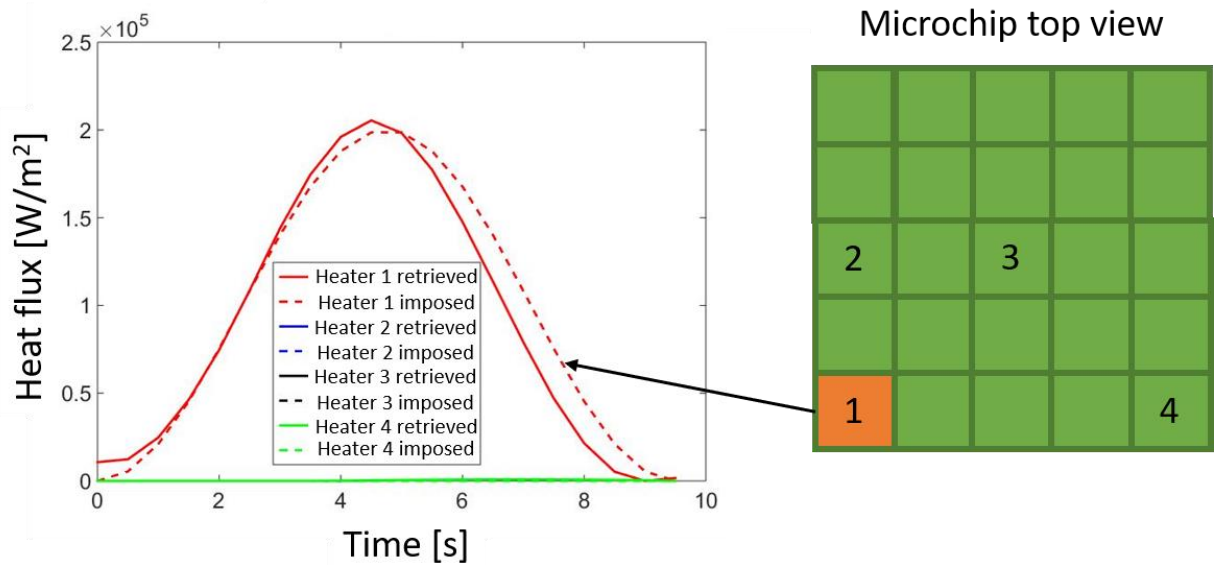 ×10⁵
2.5
2
1.5
1
0.5
0
0 2 4 6 8 10
Heat flux [W/m²]
Time [s]
Heater 1 retrieved
Heater 1 imposed
Heater 2 retrieved
Heater 2 imposed
Heater 3 retrieved
Heater 3 imposed
Heater 4 retrieved
Heater 4 imposed
Microchip top view
2 3
1 4